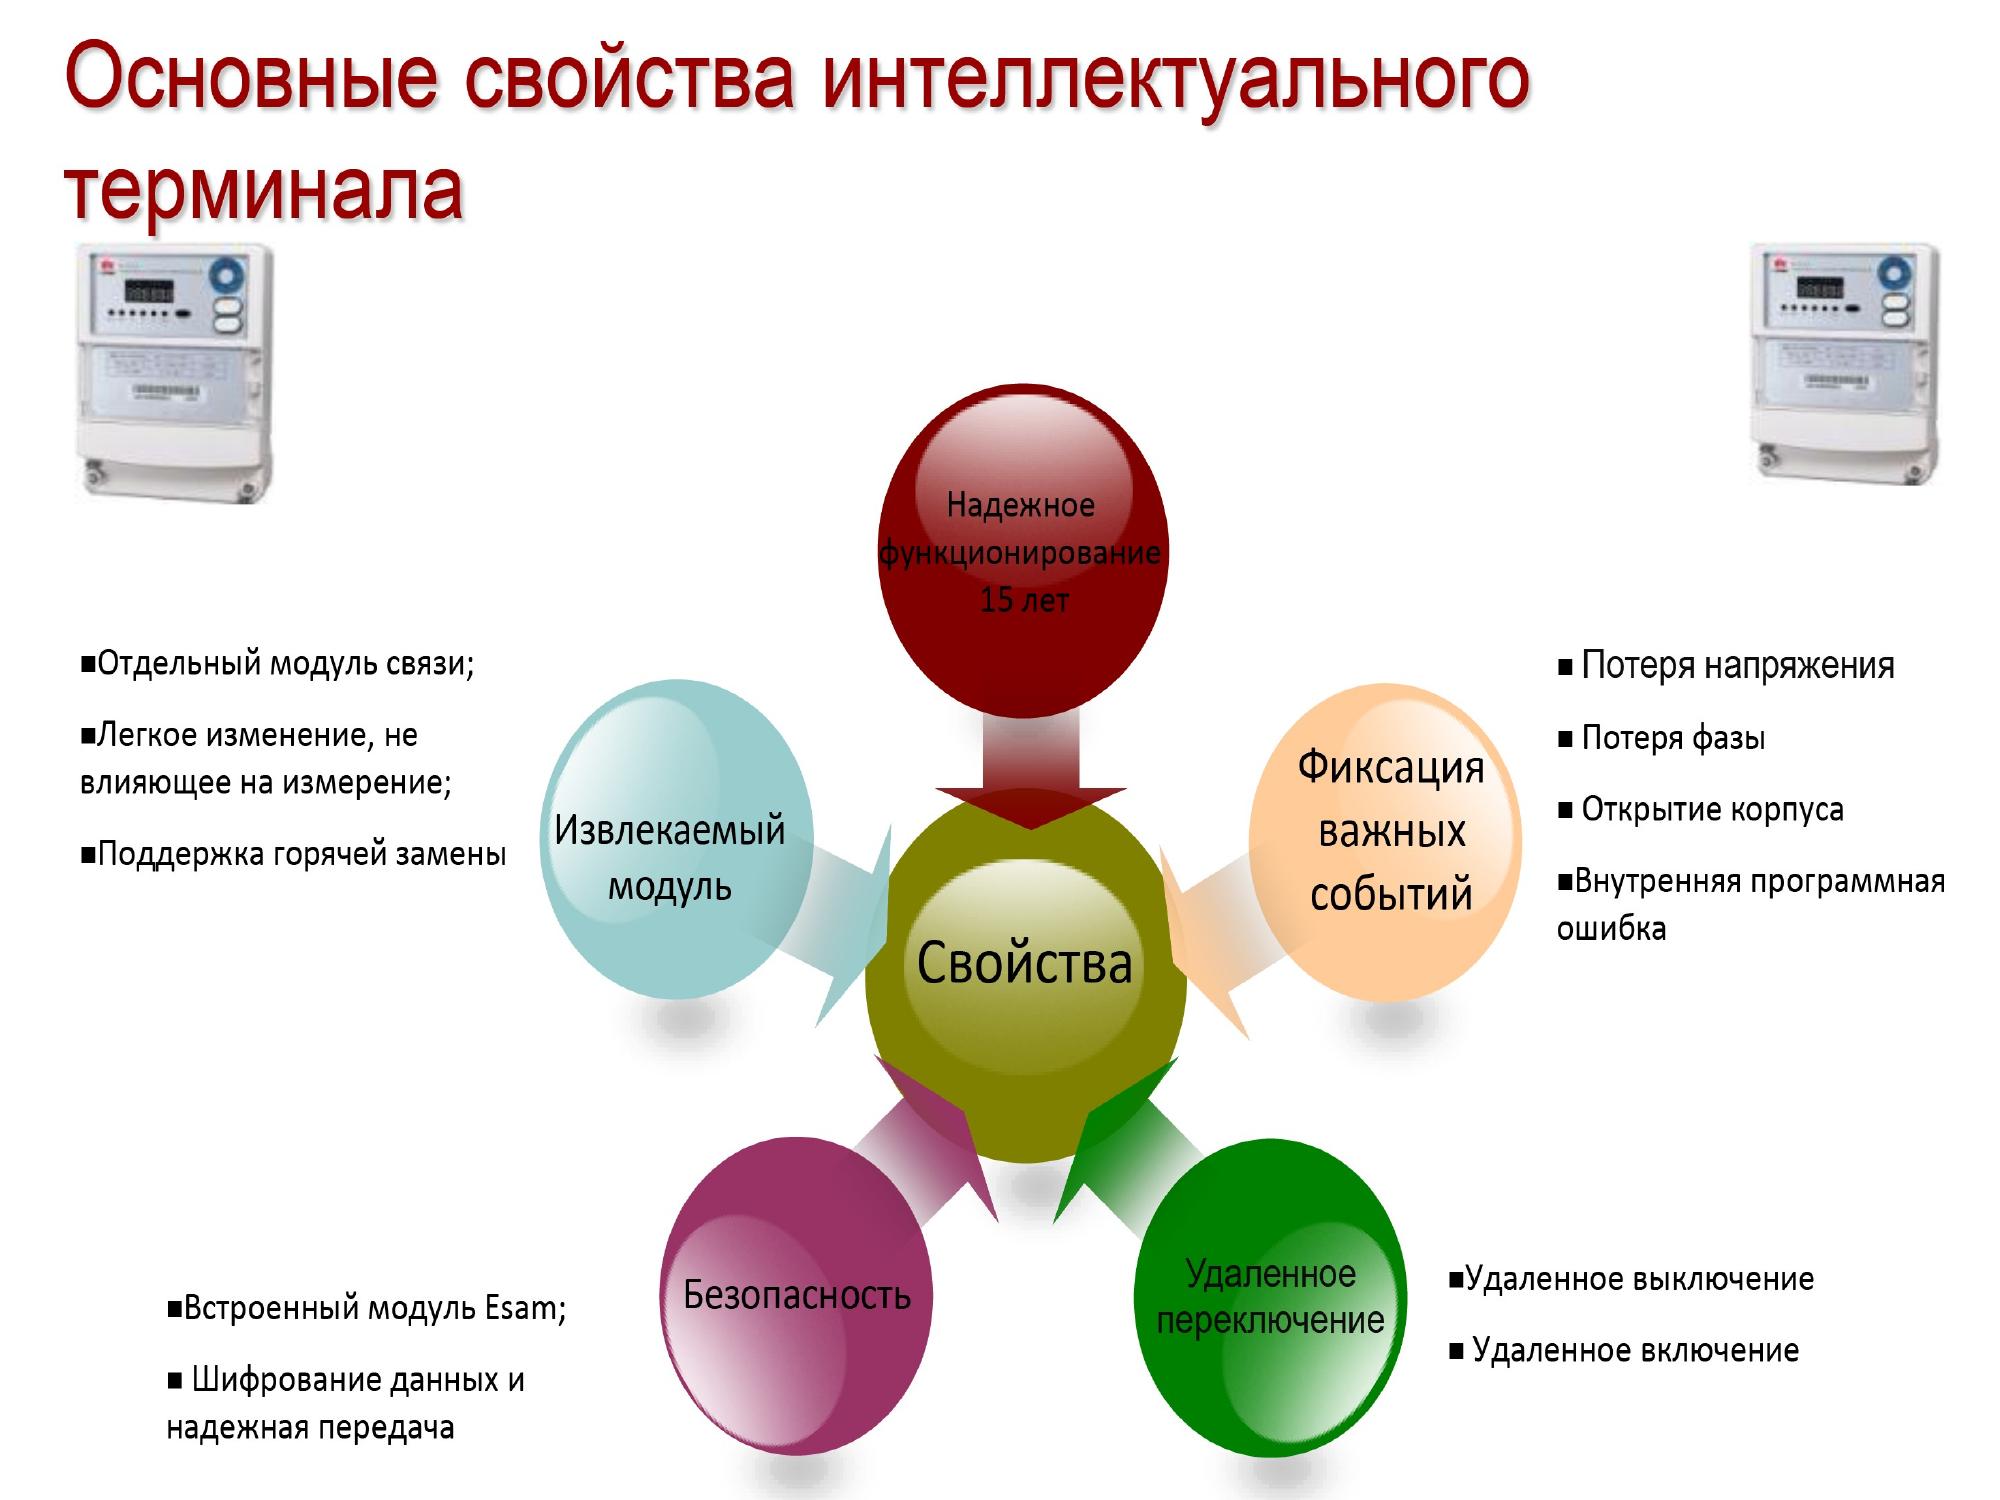 Основные свойства интеллектуального
терминала
Надежное
функционирование
15 лет
■Отдельный модуль связи;
■Легкое изменение, не
влияющее на измерение;
■Поддержка горячей замены
Извлекаемый
модуль
Фиксация
важных
событий
■ Потеря напряжения
■ Потеря фазы
■ Открытие корпуса
■Внутренняя программная
ошибка
Свойства
■Встроенный модуль Esam;
■ Шифрование данных и
надежная передача
Безопасность
Удаленное
переключение
■Удаленное выключение
■ Удаленное включение